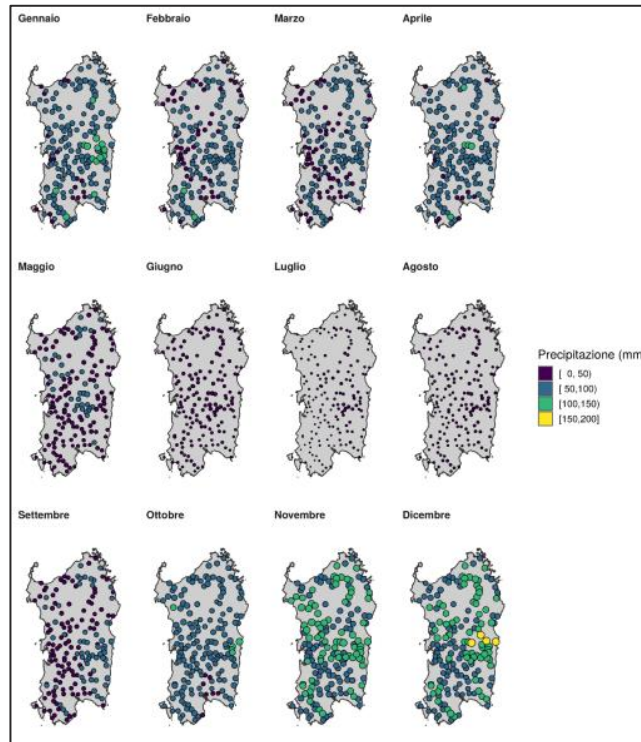 Gennaio Febbraio Marzo Aprile
Maggio Giugno Luglio Agosto
Precipitazione (mm
[ 0, 50)
[ 50,100)
[100,150)
[150,200]
Settembre Ottobre Novembre Dicembre